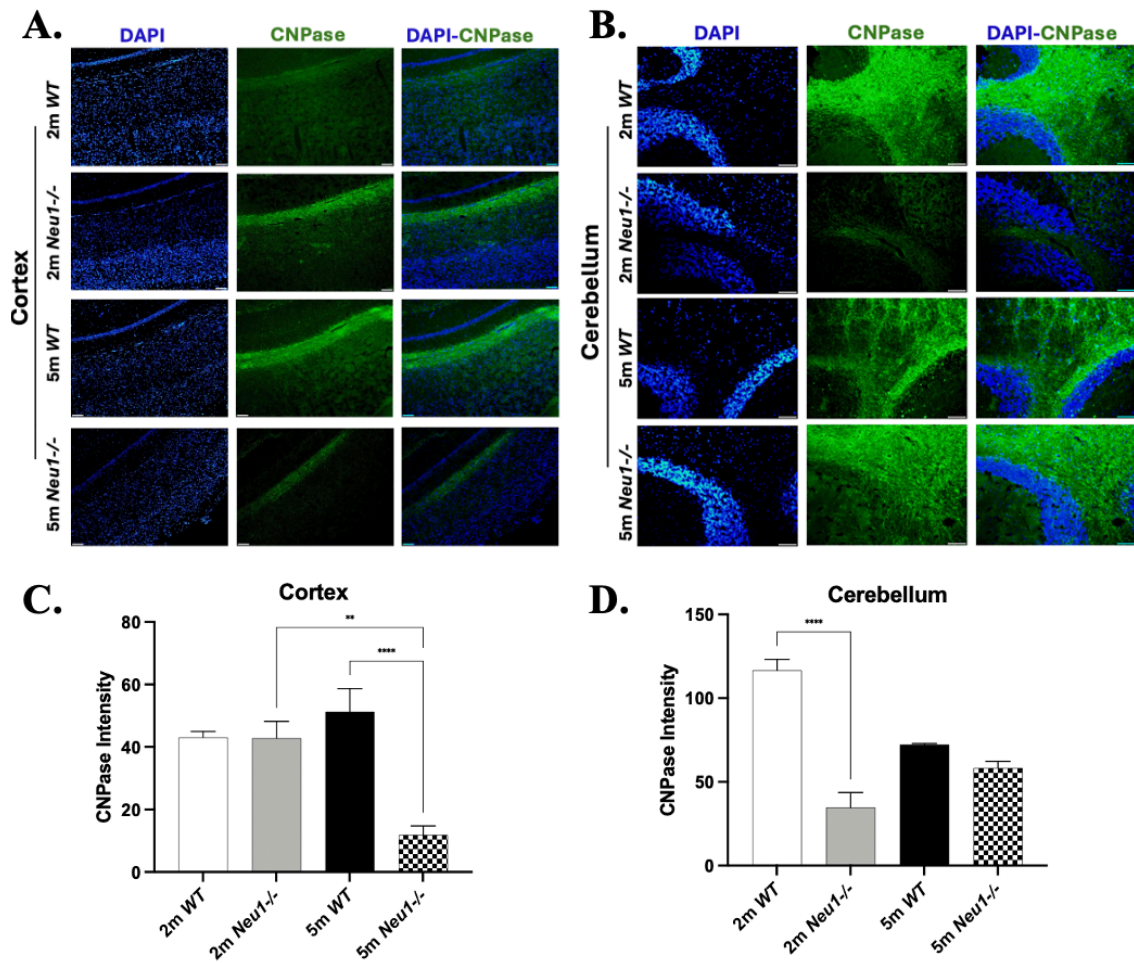 A.
DAPI
CNPase
DAPI-CNPase
Cortex
2m WT
2m Neu1-/-
5m WT
5m Neu1-/-
B.
DAPI
CNPase
DAPI-CNPase
Cerebellum
2m WT
2m Neu1-/-
5m WT
5m Neu1-/-
C.
Cortex
CNPase Intensity
80
60
40
20
0
**
****
2m WT
2m Neu1-/-
5m WT
5m Neu1-/-
D.
Cerebellum
CNPase Intensity
150
100
50
0
****
2m WT
2m Neu1-/-
5m WT
5m Neu1-/-